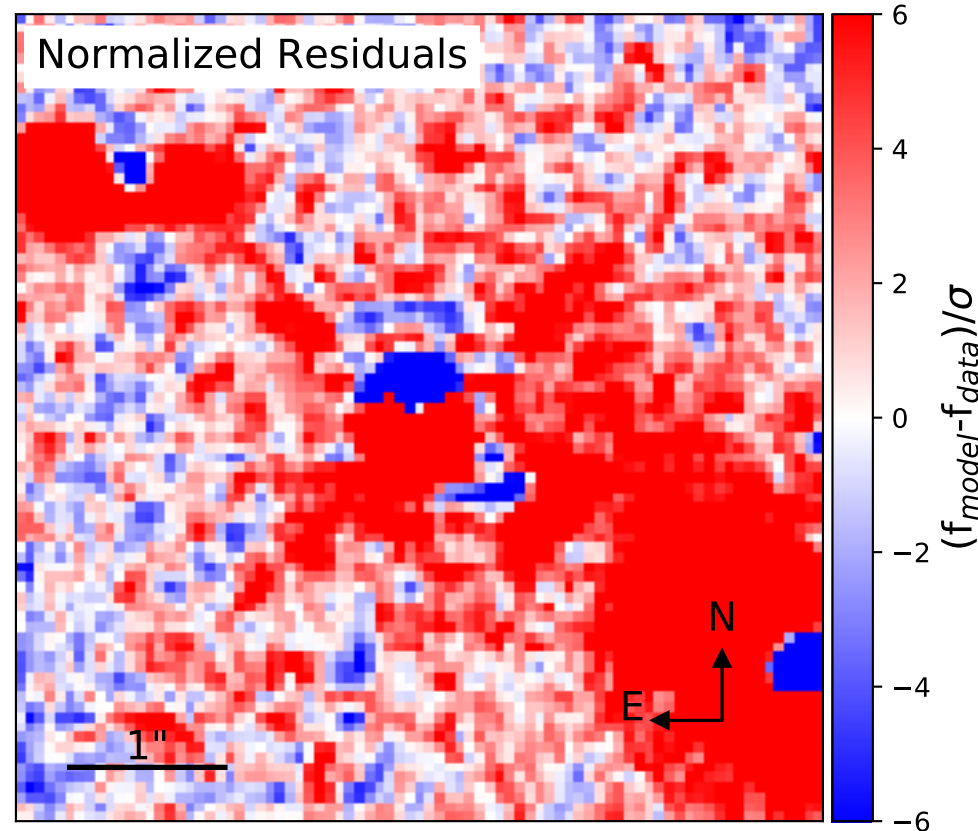 Normalized Residuals
6
4
2
0
−2
−4
−6
(f_model-f_data)/σ
N
E
1"